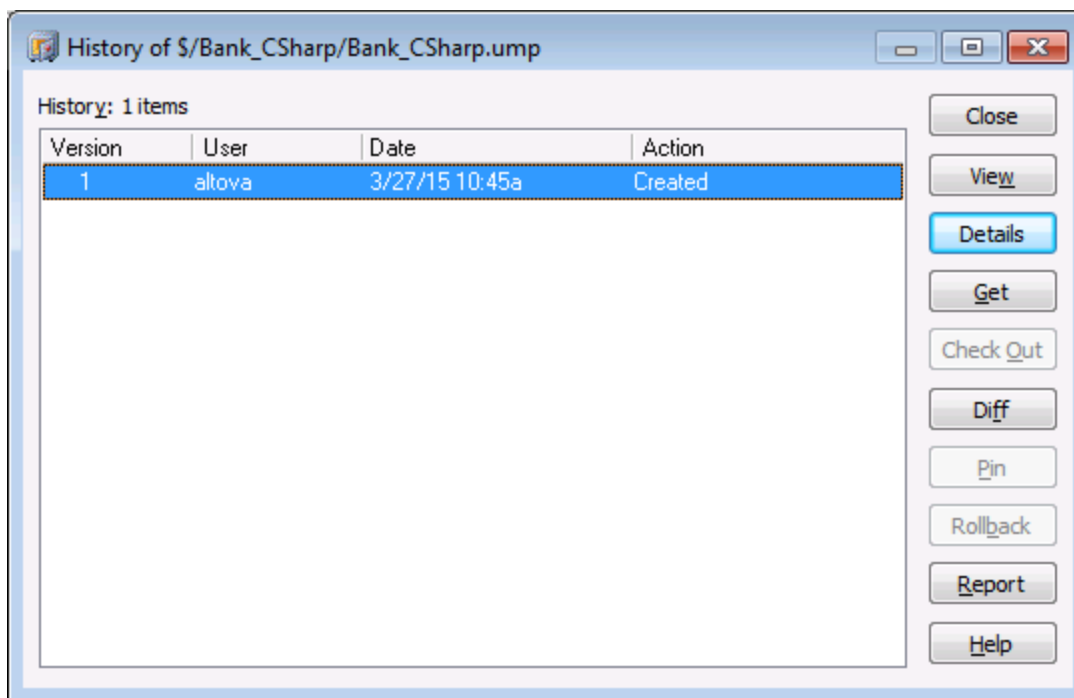 History of $/Bank_CSharp/Bank_CSharp.ump
History: 1 items
Version User Date Action
1 altova 3/27/15 10:45a Created
Close
View
Details
Get
Check Out
Diff
Pin
Rollback
Report
Help